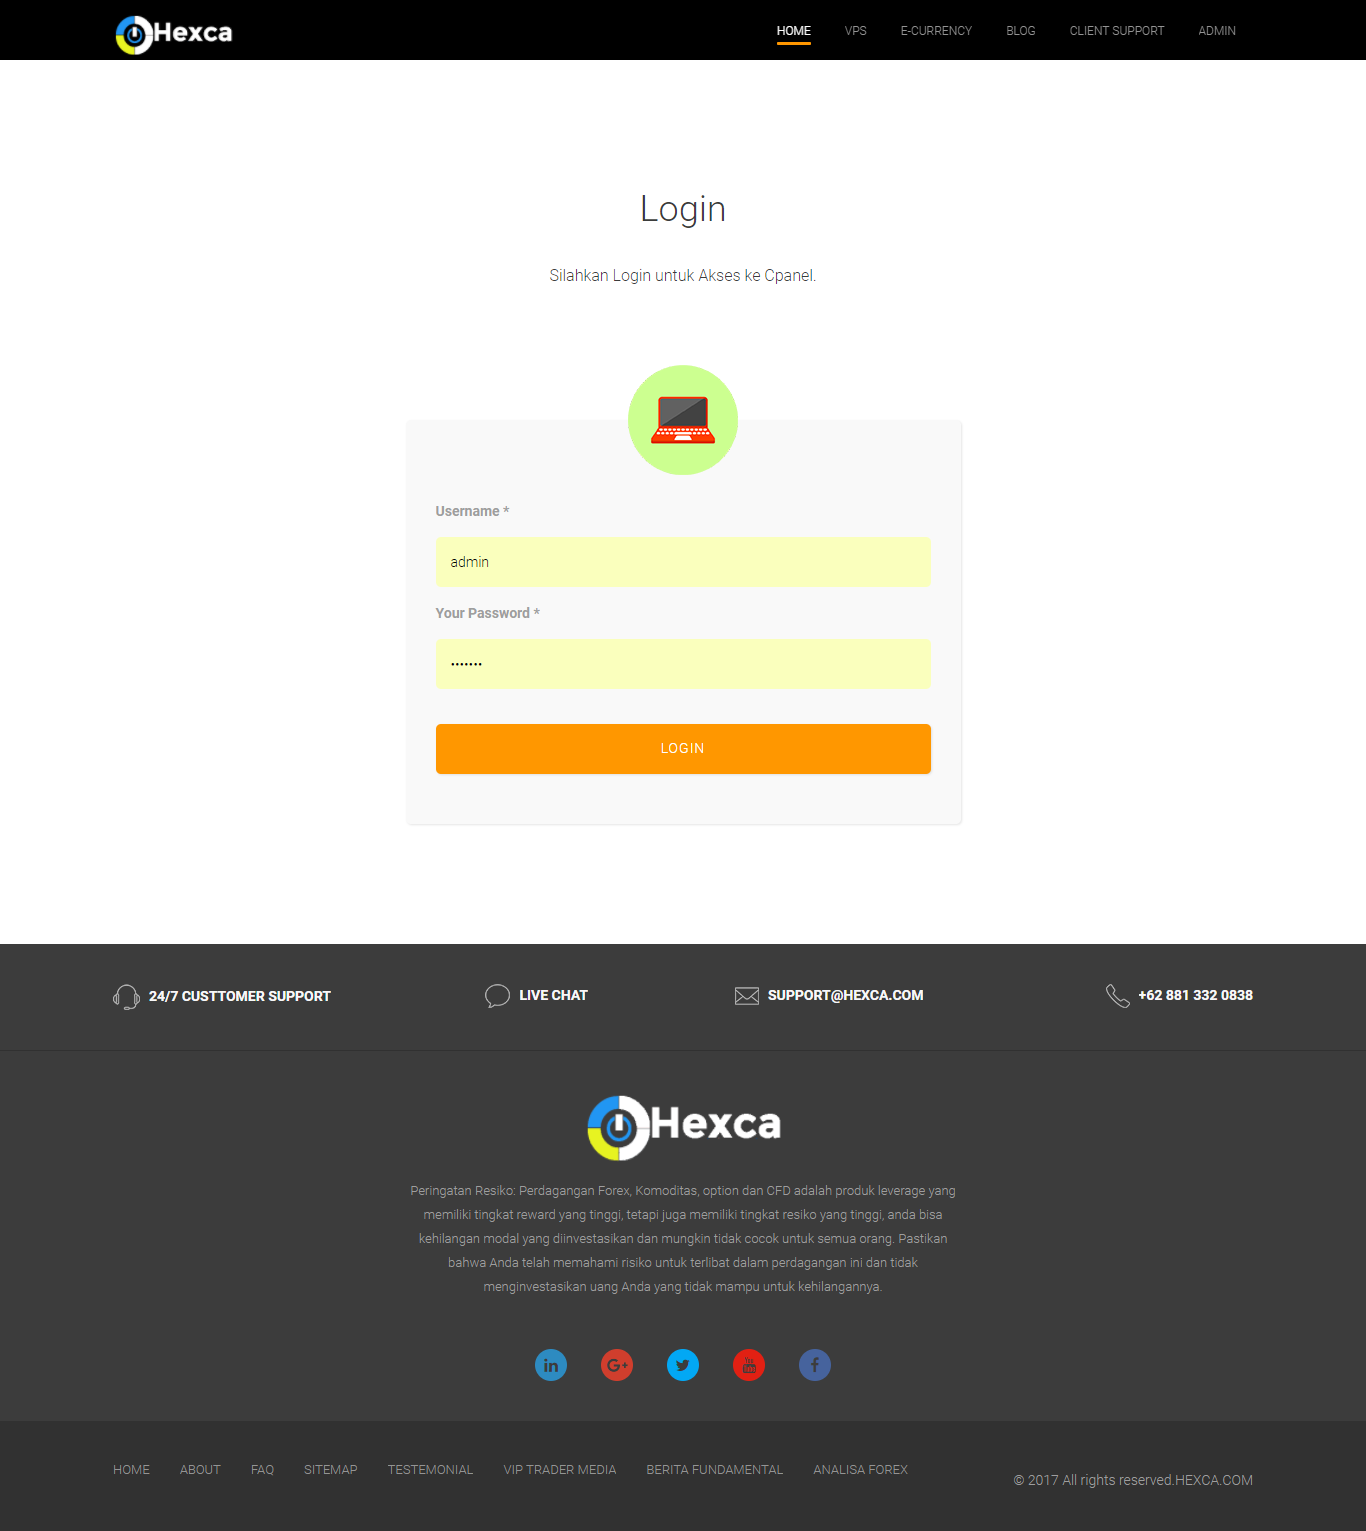 Hexca
HOME VPS E-CURRENCY BLOG CLIENT SUPPORT ADMIN
Login
Silahkan Login untuk Akses ke Cpanel.
Username *
admin
Your Password *
•••••••
LOGIN
24/7 CUSTTOMER SUPPORT
LIVE CHAT
SUPPORT@HEXCA.COM
+62 881 332 0838
Hexca
Peringatan Resiko: Perdagangan Forex, Komoditas, option dan CFD adalah produk leverage yang
memiliki tingkat reward yang tinggi, tetapi juga memiliki tingkat resiko yang tinggi, anda bisa
kehilangan modal yang diinvestasikan dan mungkin tidak cocok untuk semua orang. Pastikan
bahwa Anda telah memahami risiko untuk terlibat dalam perdagangan ini dan tidak
menginvestasikan uang Anda yang tidak mampu untuk kehilangannya.
HOME ABOUT FAQ SITEMAP TESTEMONIAL VIP TRADER MEDIA BERITA FUNDAMENTAL ANALISA FOREX
© 2017 All rights reserved.HEXCA.COM